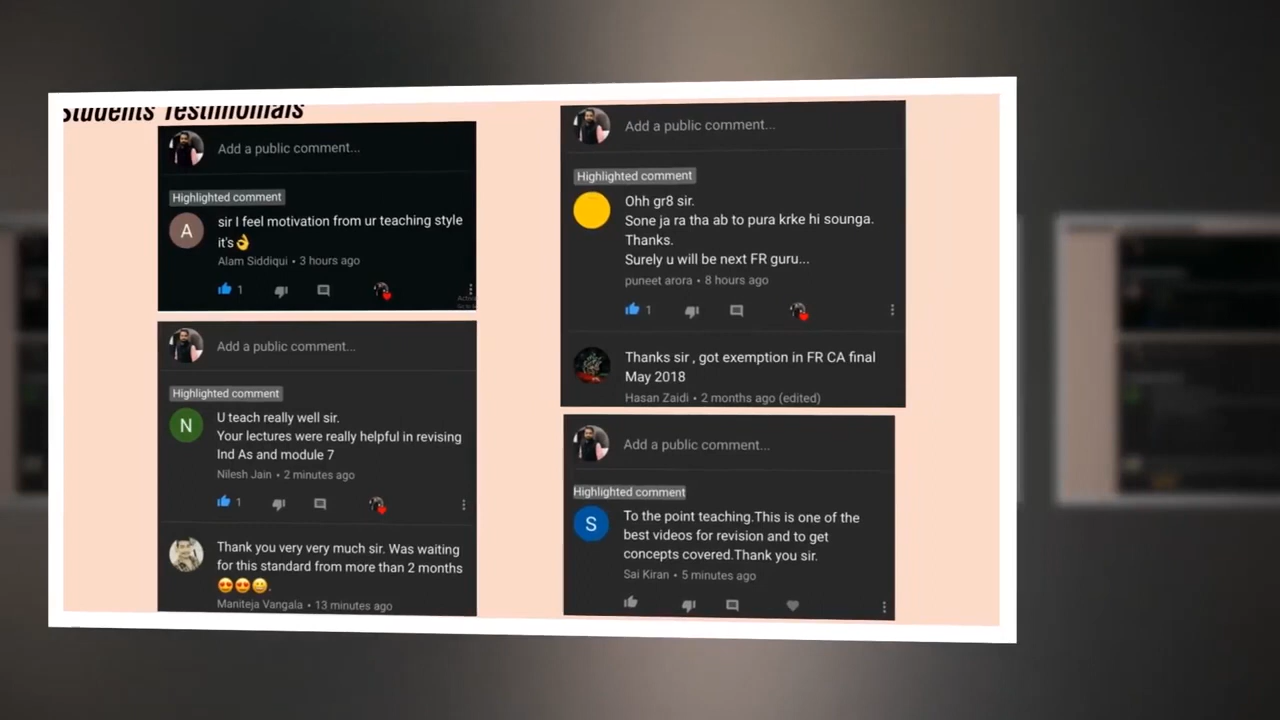 Students Testimonials
Add a public comment...
Highlighted comment
A
sir I feel motivation from ur teaching style
it's👌
Alam Siddiqui • 3 hours ago
1
Add a public comment...
Highlighted comment
N
U teach really well sir.
Your lectures were really helpful in revising
Ind As and module 7
Nilesh Jain • 2 minutes ago
1
Thank you very very much sir. Was waiting
for this standard from more than 2 months
😍😍😀.
Maniteja Vangala • 13 minutes ago
Add a public comment...
Highlighted comment
Ohh gr8 sir.
Sone ja ra tha ab to pura krke hi sounga.
Thanks.
Surely u will be next FR guru...
puneet arora • 8 hours ago
1
Thanks sir , got exemption in FR CA final
May 2018
Hasan Zaidi • 2 months ago (edited)
Add a public comment...
Highlighted comment
S
To the point teaching.This is one of the
best videos for revision and to get
concepts covered.Thank you sir.
Sai Kiran • 5 minutes ago